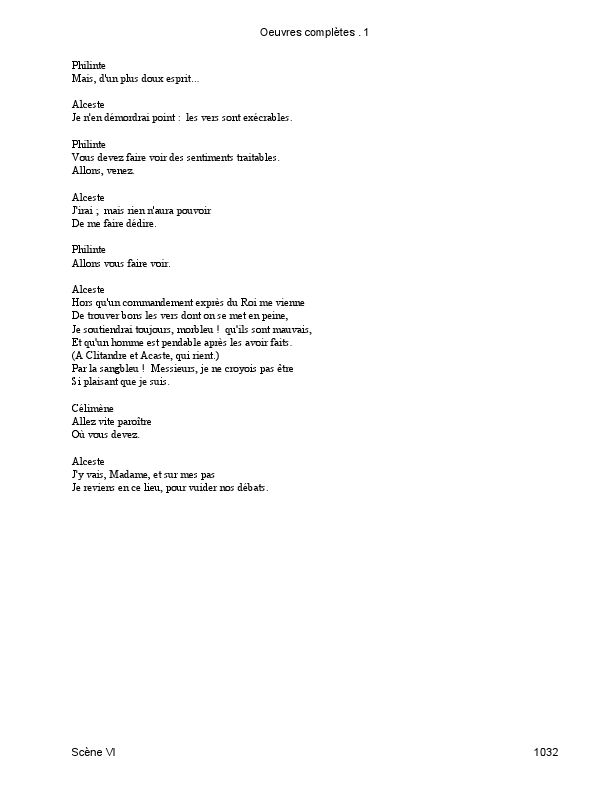 Oeuvres complètes . 1
Philinte
Mais, d'un plus doux esprit...
Alceste
Je n'en démordrai point :  les vers sont exécrables.
Philinte
Vous devez faire voir des sentiments traitables.
Allons, venez.
Alceste
J'irai ;  mais rien n'aura pouvoir
De me faire dédire.
Philinte
Allons vous faire voir.
Alceste
Hors qu'un commandement exprès du Roi me vienne
De trouver bons les vers dont on se met en peine,
Je soutiendrai toujours, morbleu !  qu'ils sont mauvais,
Et qu'un homme est pendable après les avoir faits.
(A Clitandre et Acaste, qui rient.)
Par la sangbleu !  Messieurs, je ne croyois pas être
Si plaisant que je suis.
Célimène
Allez vite paroître
Où vous devez.
Alceste
J'y vais, Madame, et sur mes pas
Je reviens en ce lieu, pour vuider nos débats.
Scène VI
1032